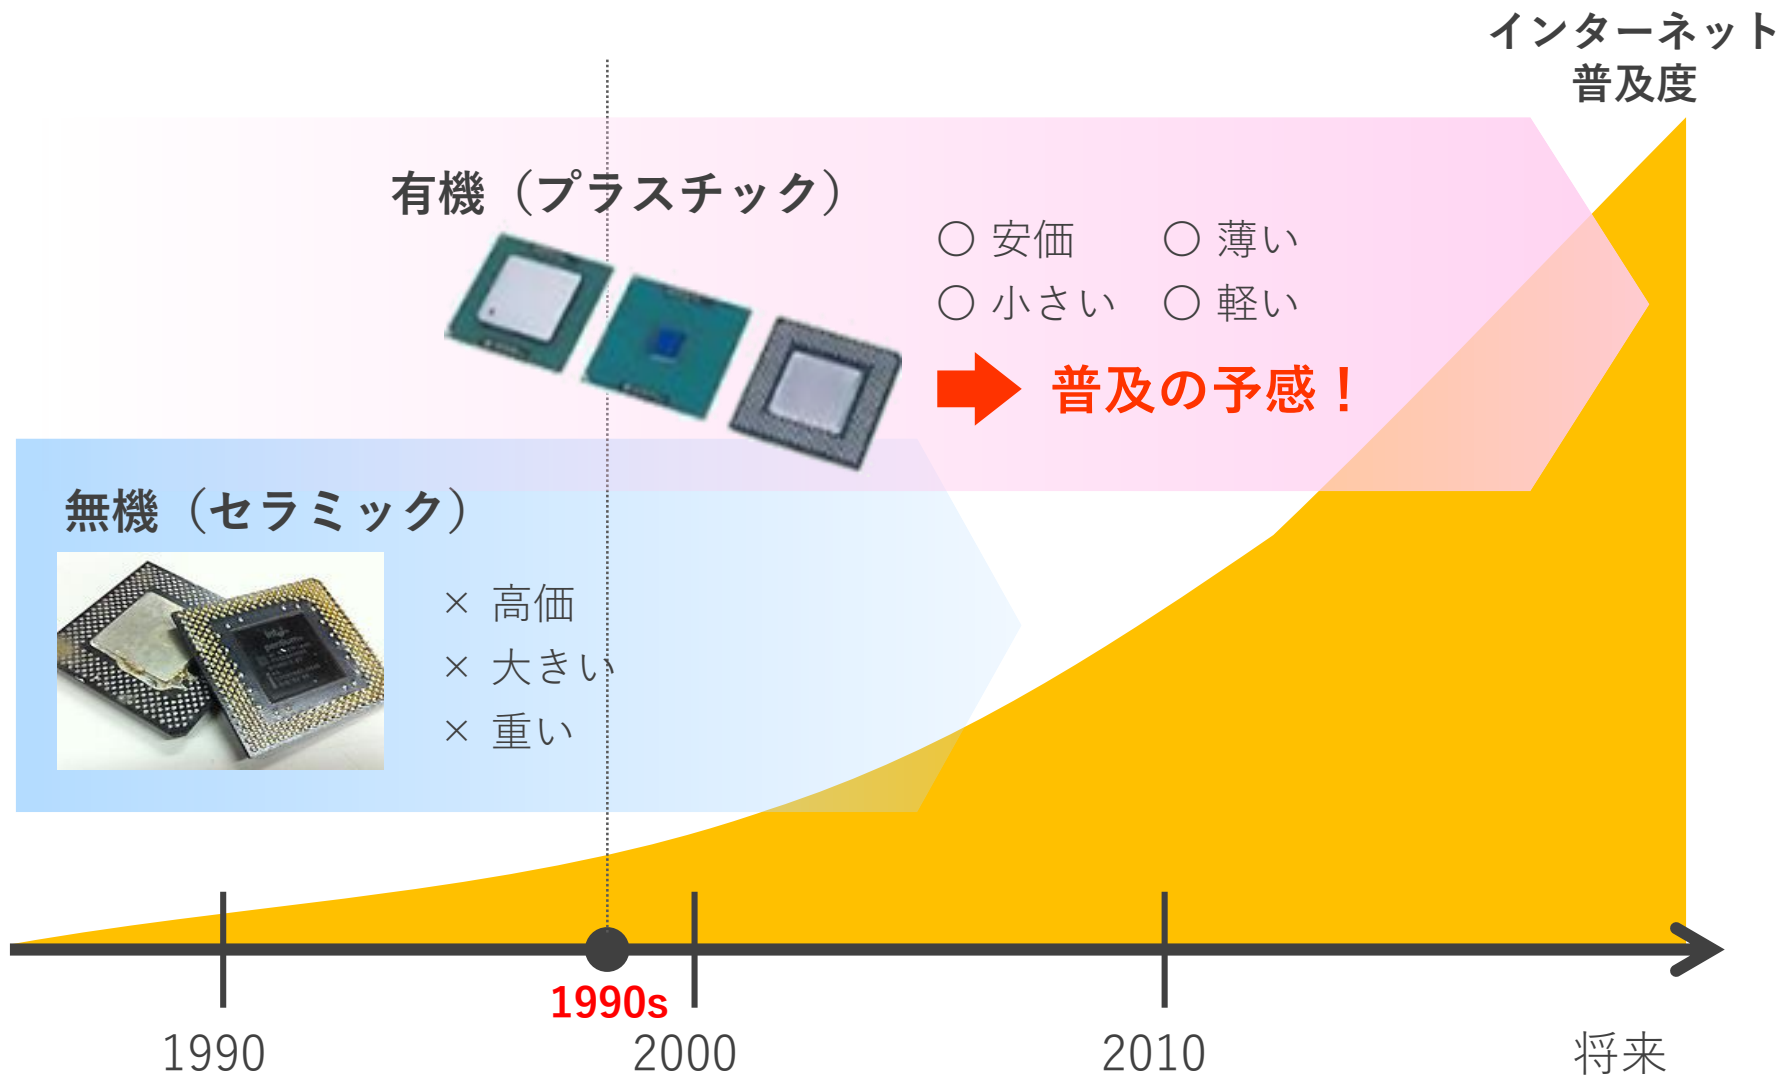 インターネット
普及度
有機（プラスチック）
〇 安価 〇 薄い
〇 小さい 〇 軽い
普及の予感！
無機（セラミック）
× 高価
× 大きい
× 重い
intel
pentium
1990s
1990 2000 2010 将来